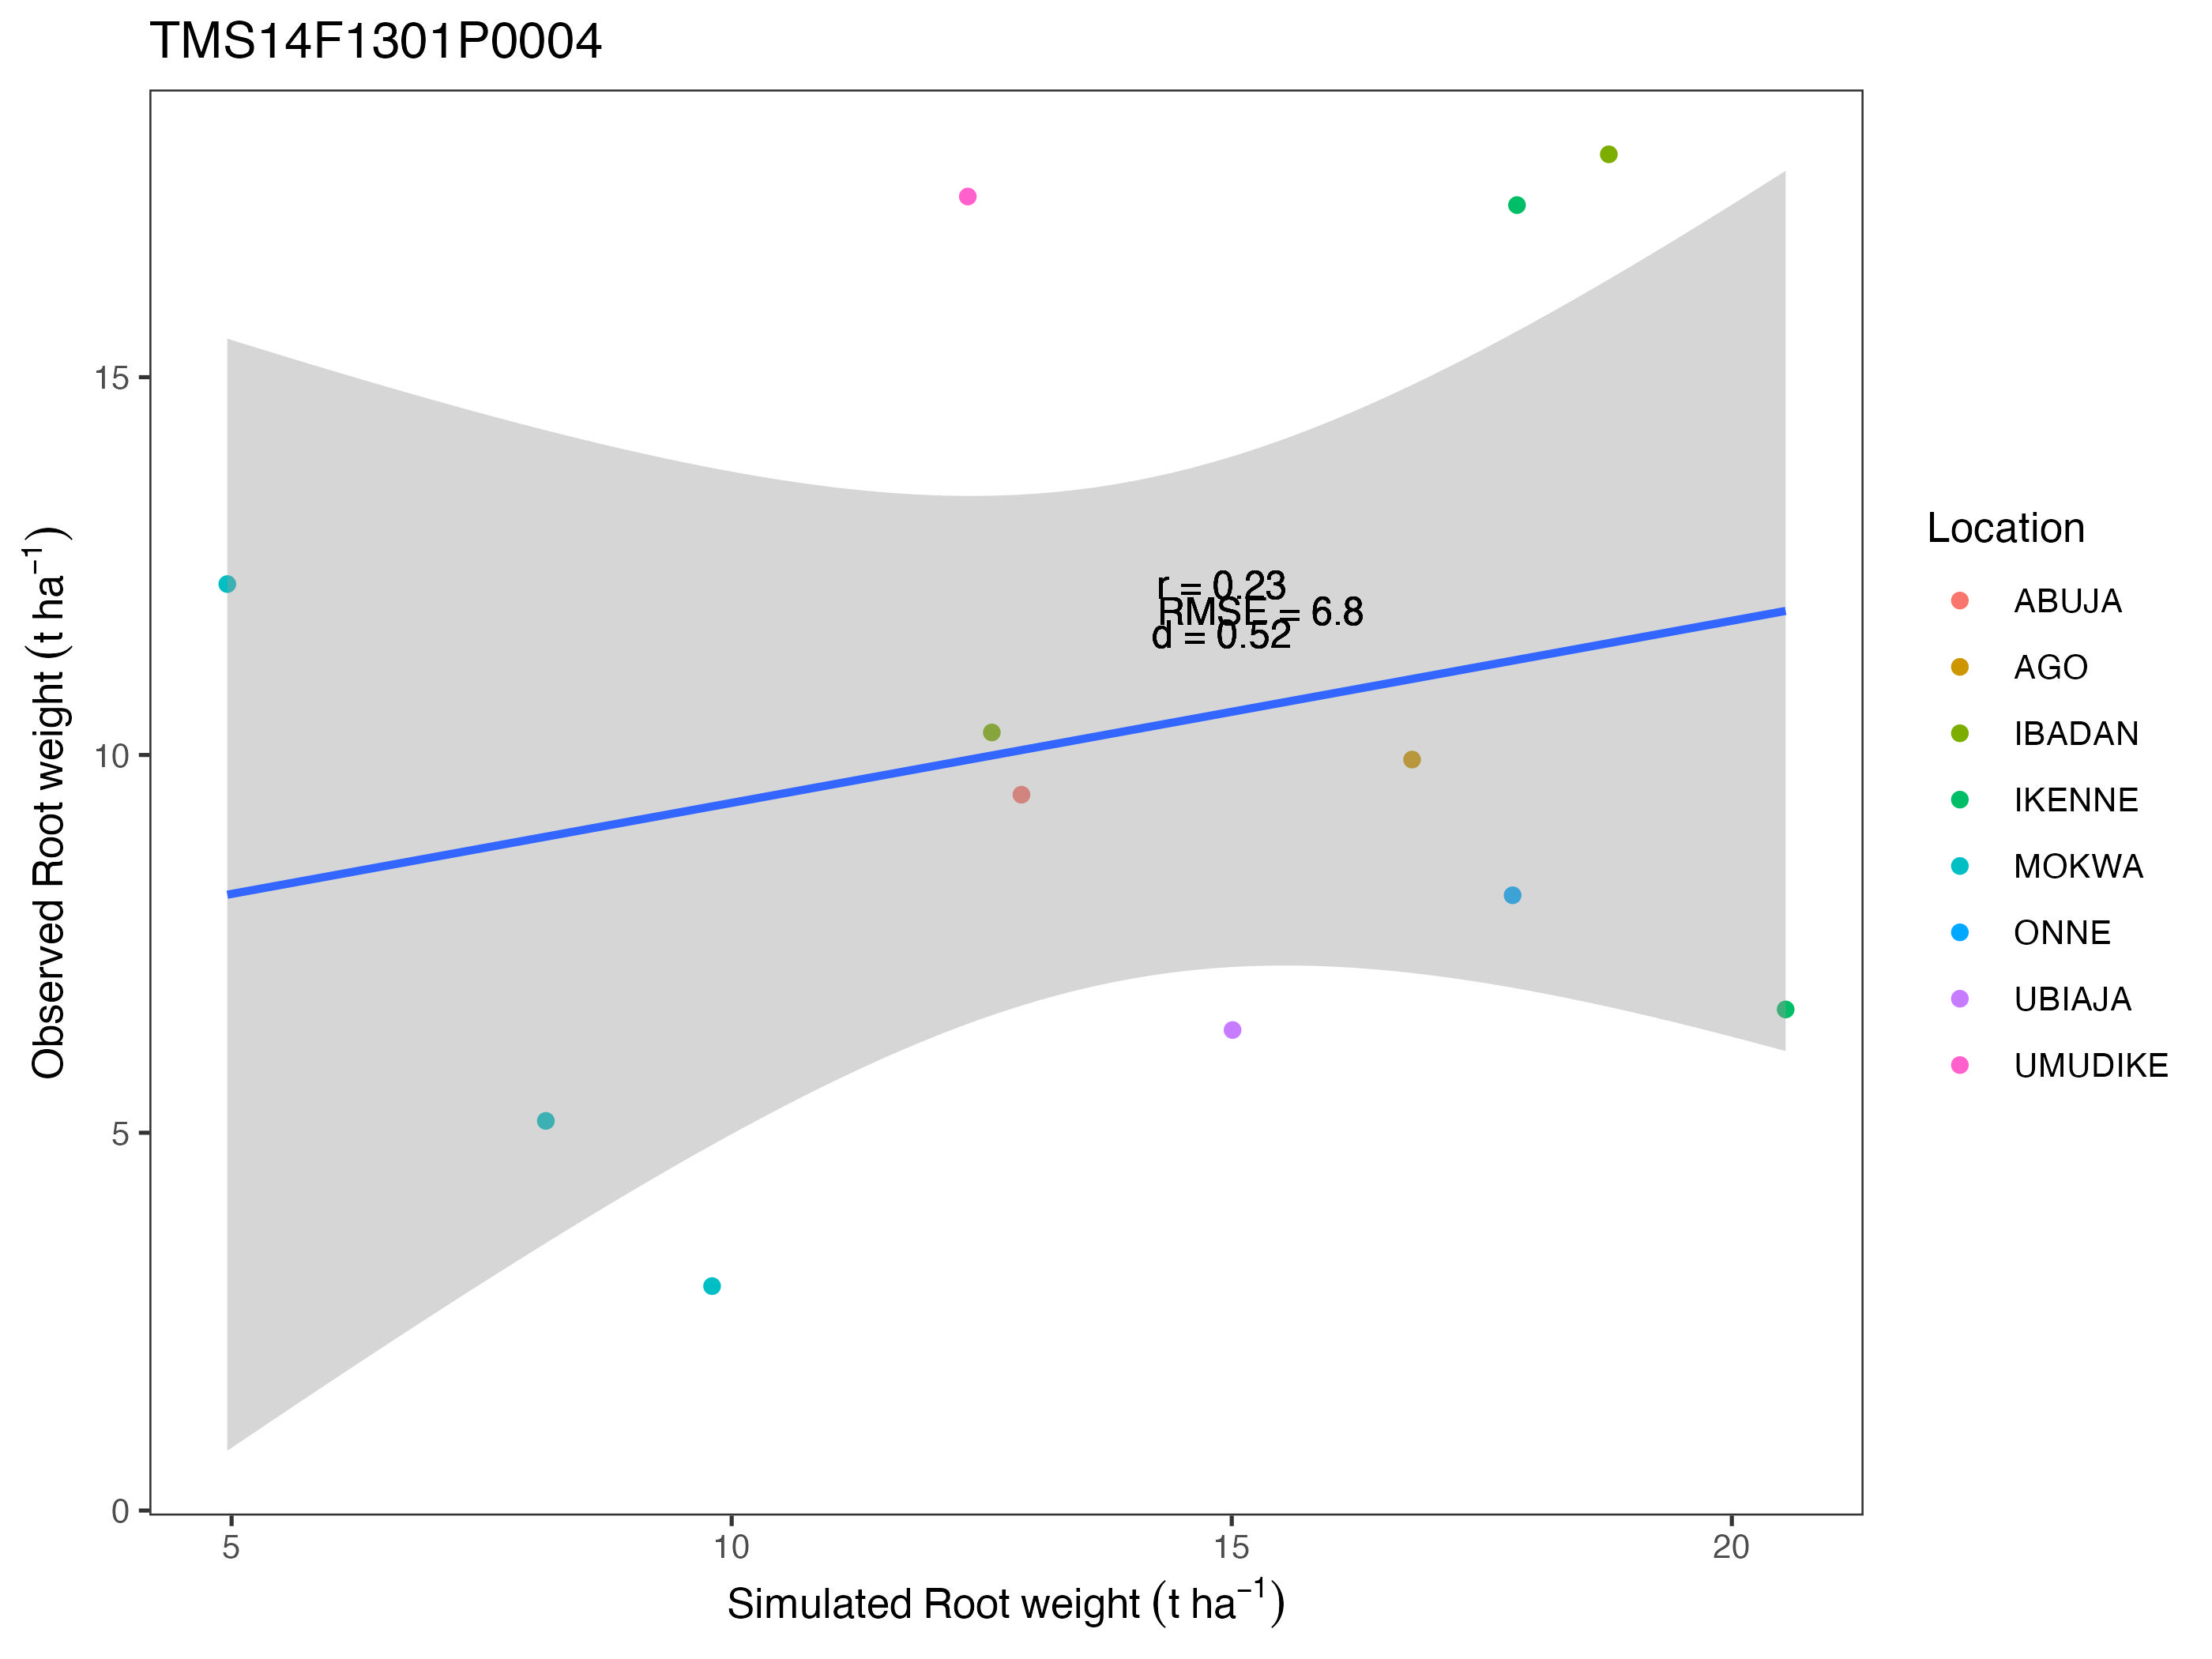 TMS14F1301P0004
Observed Root weight (t ha⁻¹)
15
10
5
0
r = 0.23
RMSE = 6.8
d = 0.52
5
10
15
20
Simulated Root weight (t ha⁻¹)
Location
ABUJA
AGO
IBADAN
IKENNE
MOKWA
ONNE
UBIAJA
UMUDIKE